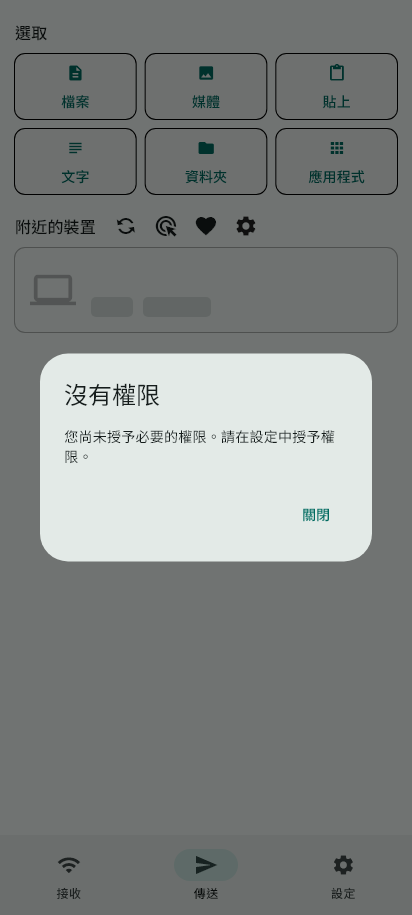 選取
檔案 媒體 貼上
文字 資料夾 應用程式
附近的裝置
沒有權限
您尚未授予必要的權限。請在設定中授予權
限。
關閉
接收 傳送 設定